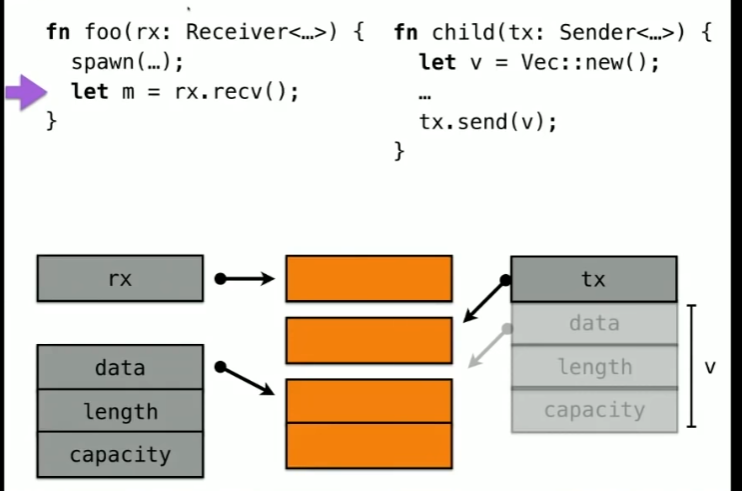 fn foo(rx: Receiver<…>) {
spawn(…);
let m = rx.recv();
}
fn child(tx: Sender<…>) {
let v = Vec::new();
…
tx.send(v);
}
rx
data
length
capacity
tx
data
length
capacity
v